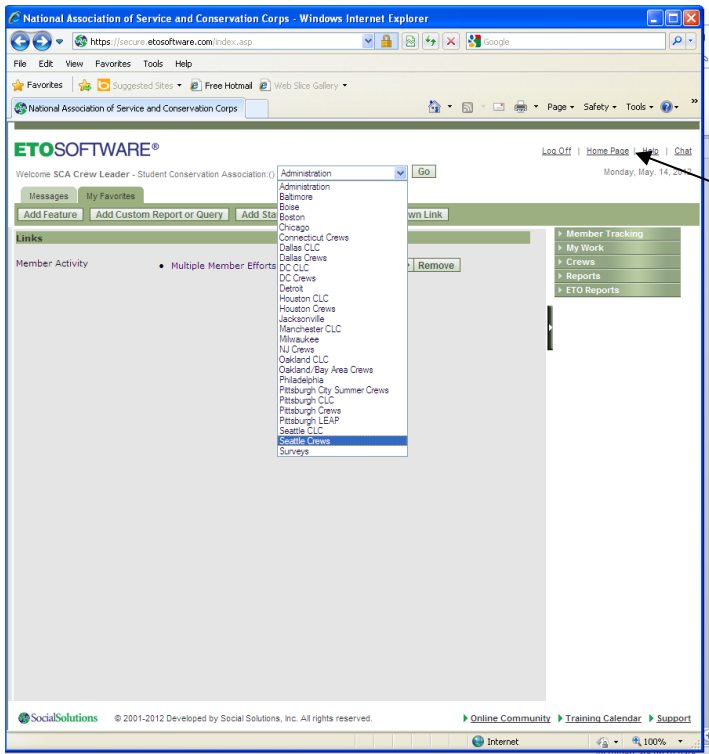 National Association of Service and Conservation Corps - Windows Internet Explorer
https://secure.etosoftware.com/index.asp
Google
File Edit View Favorites Tools Help
Favorites Suggested Sites Free Hotmail Web Slice Gallery
National Association of Service and Conservation Corps
Page Safety Tools
ETOSOFTWARE®
Log Off | Home Page | Help | Chat
Welcome SCA Crew Leader - Student Conservation Association:() Administration Go
Monday, May. 14, 2012
Messages My Favorites
Add Feature Add Custom Report or Query Add Sta wn Link
Links
Member Activity
• Multiple Member Efforts
Remove
Administration
Baltimore
Boise
Boston
Chicago
Connecticut Crews
Dallas CLC
Dallas Crews
DC CLC
DC Crews
Detroit
Houston CLC
Houston Crews
Jacksonville
Manchester CLC
Milwaukee
NJ Crews
Oakland CLC
Oakland/Bay Area Crews
Philadelphia
Pittsburgh City Summer Crews
Pittsburgh CLC
Pittsburgh Crews
Pittsburgh LEAP
Seattle CLC
Seattle Crews
Surveys
Member Tracking
My Work
Crews
Reports
ETO Reports
SocialSolutions © 2001-2012 Developed by Social Solutions, Inc. All rights reserved.
Online Community Training Calendar Support
Internet 100%